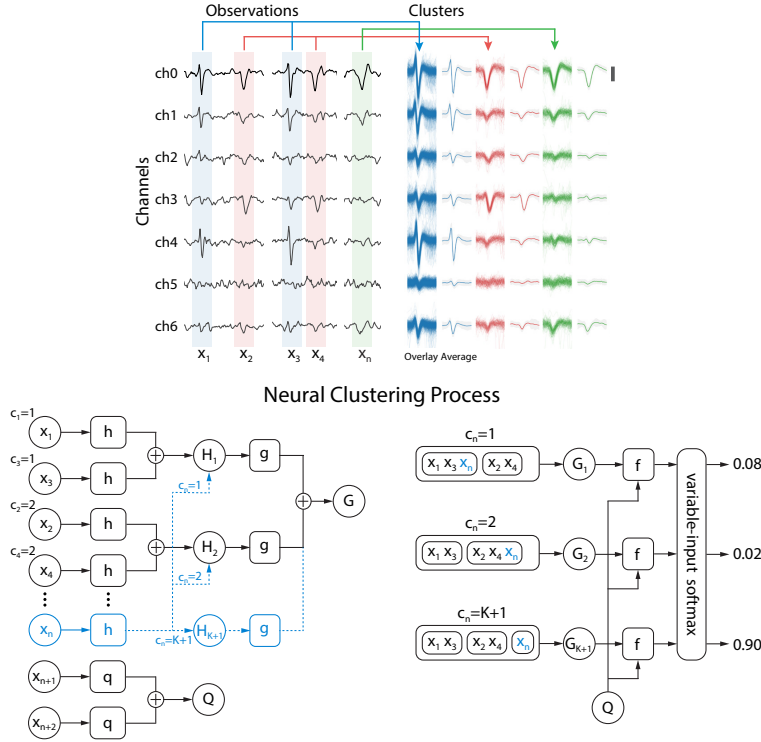 Observations Clusters
Channels
ch0
ch1
ch2
ch3
ch4
ch5
ch6
x₁ x₂ x₃ x₄ xₙ
Overlay Average
Neural Clustering Process
c₁=1
x₁ h
c₃=1
x₃ h
c₂=2
x₂ h
c₄=2
x₄ h
xₙ h
H₁ g
cₙ=1
H₂ g
cₙ=2
Hₖ₊₁ g
cₙ=K+1
G
xₙ₊₁ q
xₙ₊₂ q
Q
cₙ=1
x₁ x₃ xₙ x₂ x₄ G₁ f 0.08
cₙ=2
x₁ x₃ x₂ x₄ xₙ G₂ f 0.02
cₙ=K+1
x₁ x₃ x₂ x₄ xₙ Gₖ₊₁ f 0.90
variable-input softmax
Q